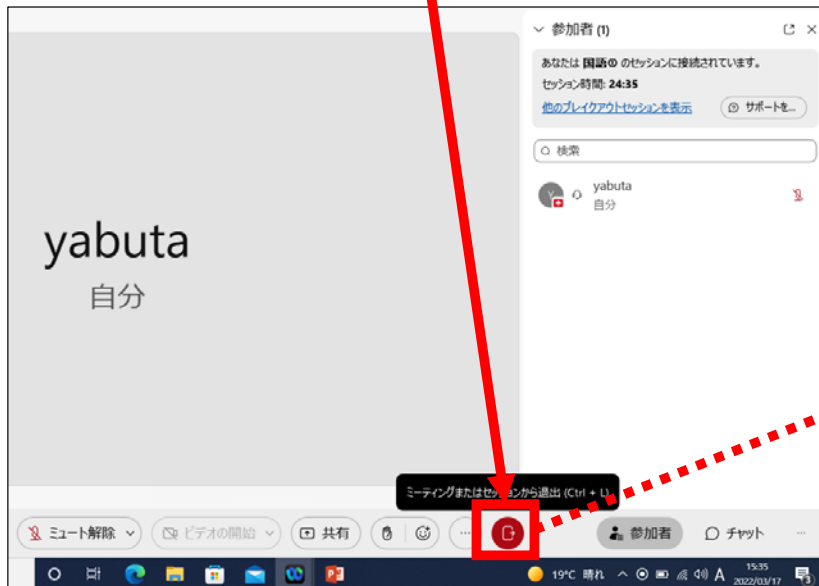 参加者 (1)
あなたは 国語① のセッションに接続されています。
セッション時間: 24:35
他のブレイクアウトセッションを表示
サポートを...
検索
yabuta
自分
yabuta
自分
ミーティングまたはセッションから退出 (Ctrl + L)
ミュート解除
ビデオの開始
共有
参加者
チャット
19°C 晴れ
A
15:35
2022/03/17
3